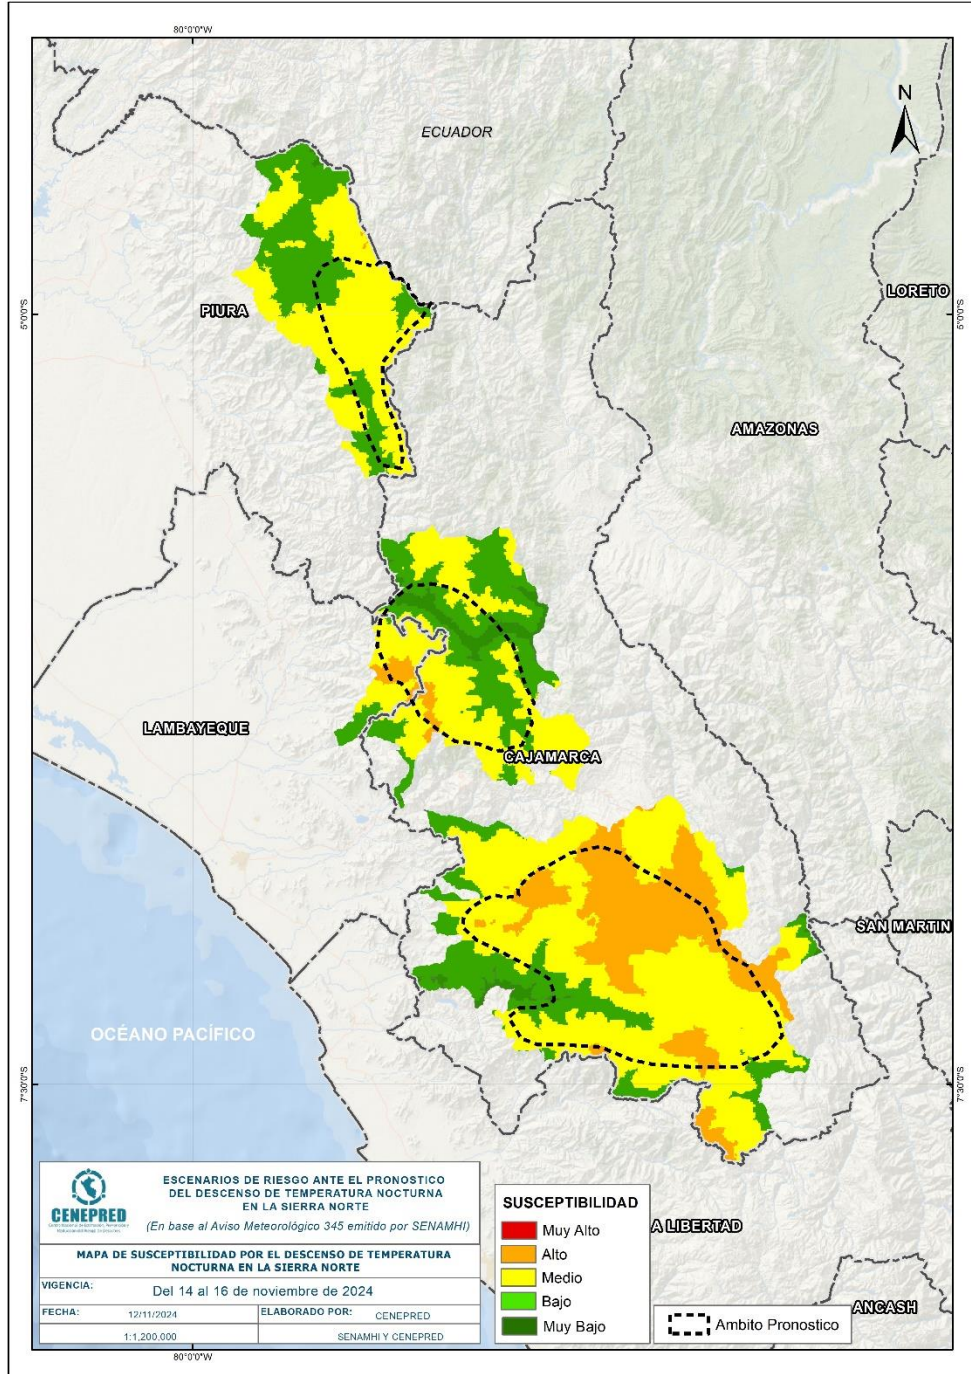 80°0'0"W
ECUADOR
N
LORETO
PIURA
5°0'0"S
5°0'0"S
AMAZONAS
LAMBAYEQUE
CAJAMARCA
SAN MARTIN
OCÉANO PACÍFICO
7°30'0"S
7°30'0"S
CENEPRED
ESCENARIOS DE RIESGO ANTE EL PRONOSTICO
DEL DESCENSO DE TEMPERATURA NOCTURNA
EN LA SIERRA NORTE
(En base al Aviso Meteorológico 345 emitido por SENAMHI)
MAPA DE SUSCEPTIBILIDAD POR EL DESCENSO DE TEMPERATURA
NOCTURNA EN LA SIERRA NORTE
VIGENCIA: Del 14 al 16 de noviembre de 2024
FECHA: 12/11/2024 ELABORADO POR: CENEPRED
1:1,200,000 SENAMHI Y CENEPRED
SUSCEPTIBILIDAD
Muy Alto
Alto
Medio
Bajo
Muy Bajo
A LIBERTAD
ANCASH
Ambito Pronostico
80°0'0"W